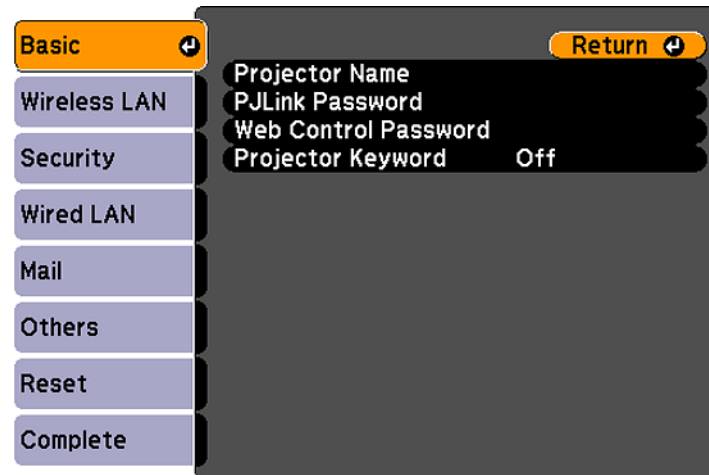 Basic
Wireless LAN
Security
Wired LAN
Mail
Others
Reset
Complete
Return
Projector Name
PJLink Password
Web Control Password
Projector Keyword Off